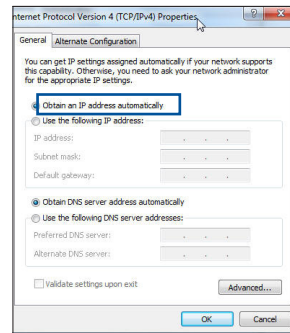 nternet Protocol Version 4 (TCP/IPv4) Properties
General Alternate Configuration
You can get IP settings assigned automatically if your network supports
this capability. Otherwise, you need to ask your network administrator
for the appropriate IP settings.
Obtain an IP address automatically
Use the following IP address:
IP address:
Subnet mask:
Default gateway:
Obtain DNS server address automatically
Use the following DNS server addresses:
Preferred DNS server:
Alternate DNS server:
Validate settings upon exit
Advanced...
OK Cancel